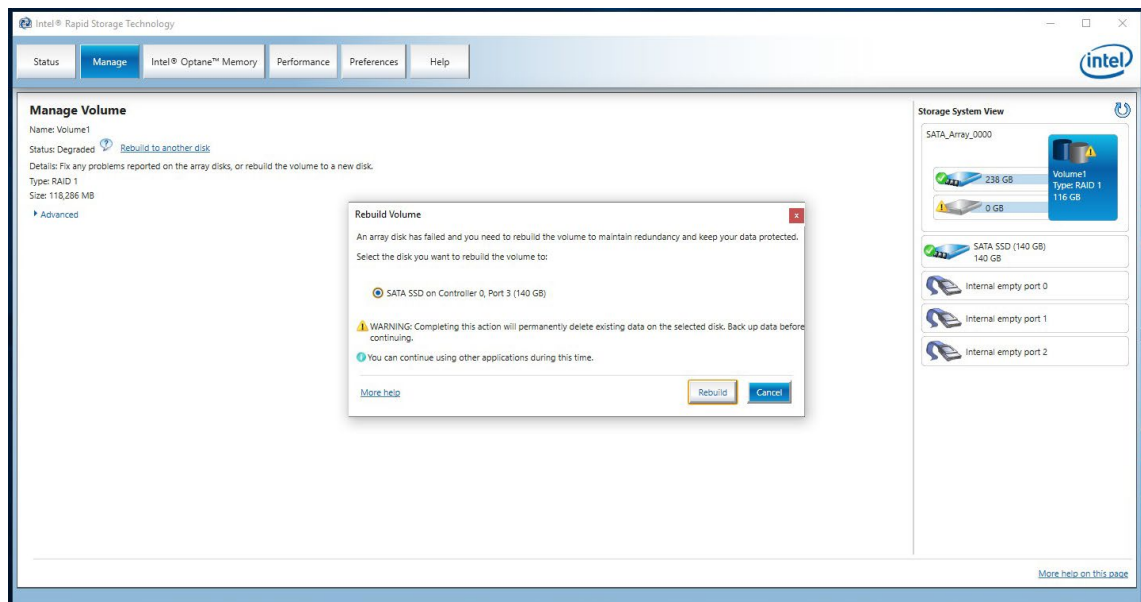 Intel® Rapid Storage Technology
Status
Manage
Intel® Optane™ Memory
Performance
Preferences
Help
intel
Manage Volume
Name: Volume1
Status: Degraded
Rebuild to another disk
Details: Fix any problems reported on the array disks, or rebuild the volume to a new disk.
Type: RAID 1
Size: 118,286 MB
Advanced
Rebuild Volume
x
An array disk has failed and you need to rebuild the volume to maintain redundancy and keep your data protected.
Select the disk you want to rebuild the volume to:
SATA SSD on Controller 0, Port 3 (140 GB)
WARNING: Completing this action will permanently delete existing data on the selected disk. Back up data before
continuing.
You can continue using other applications during this time.
More help
Rebuild
Cancel
Storage System View
SATA_Array_0000
238 GB
0 GB
Volume1
Type: RAID 1
116 GB
SATA SSD (140 GB)
140 GB
Internal empty port 0
Internal empty port 1
Internal empty port 2
More help on this page